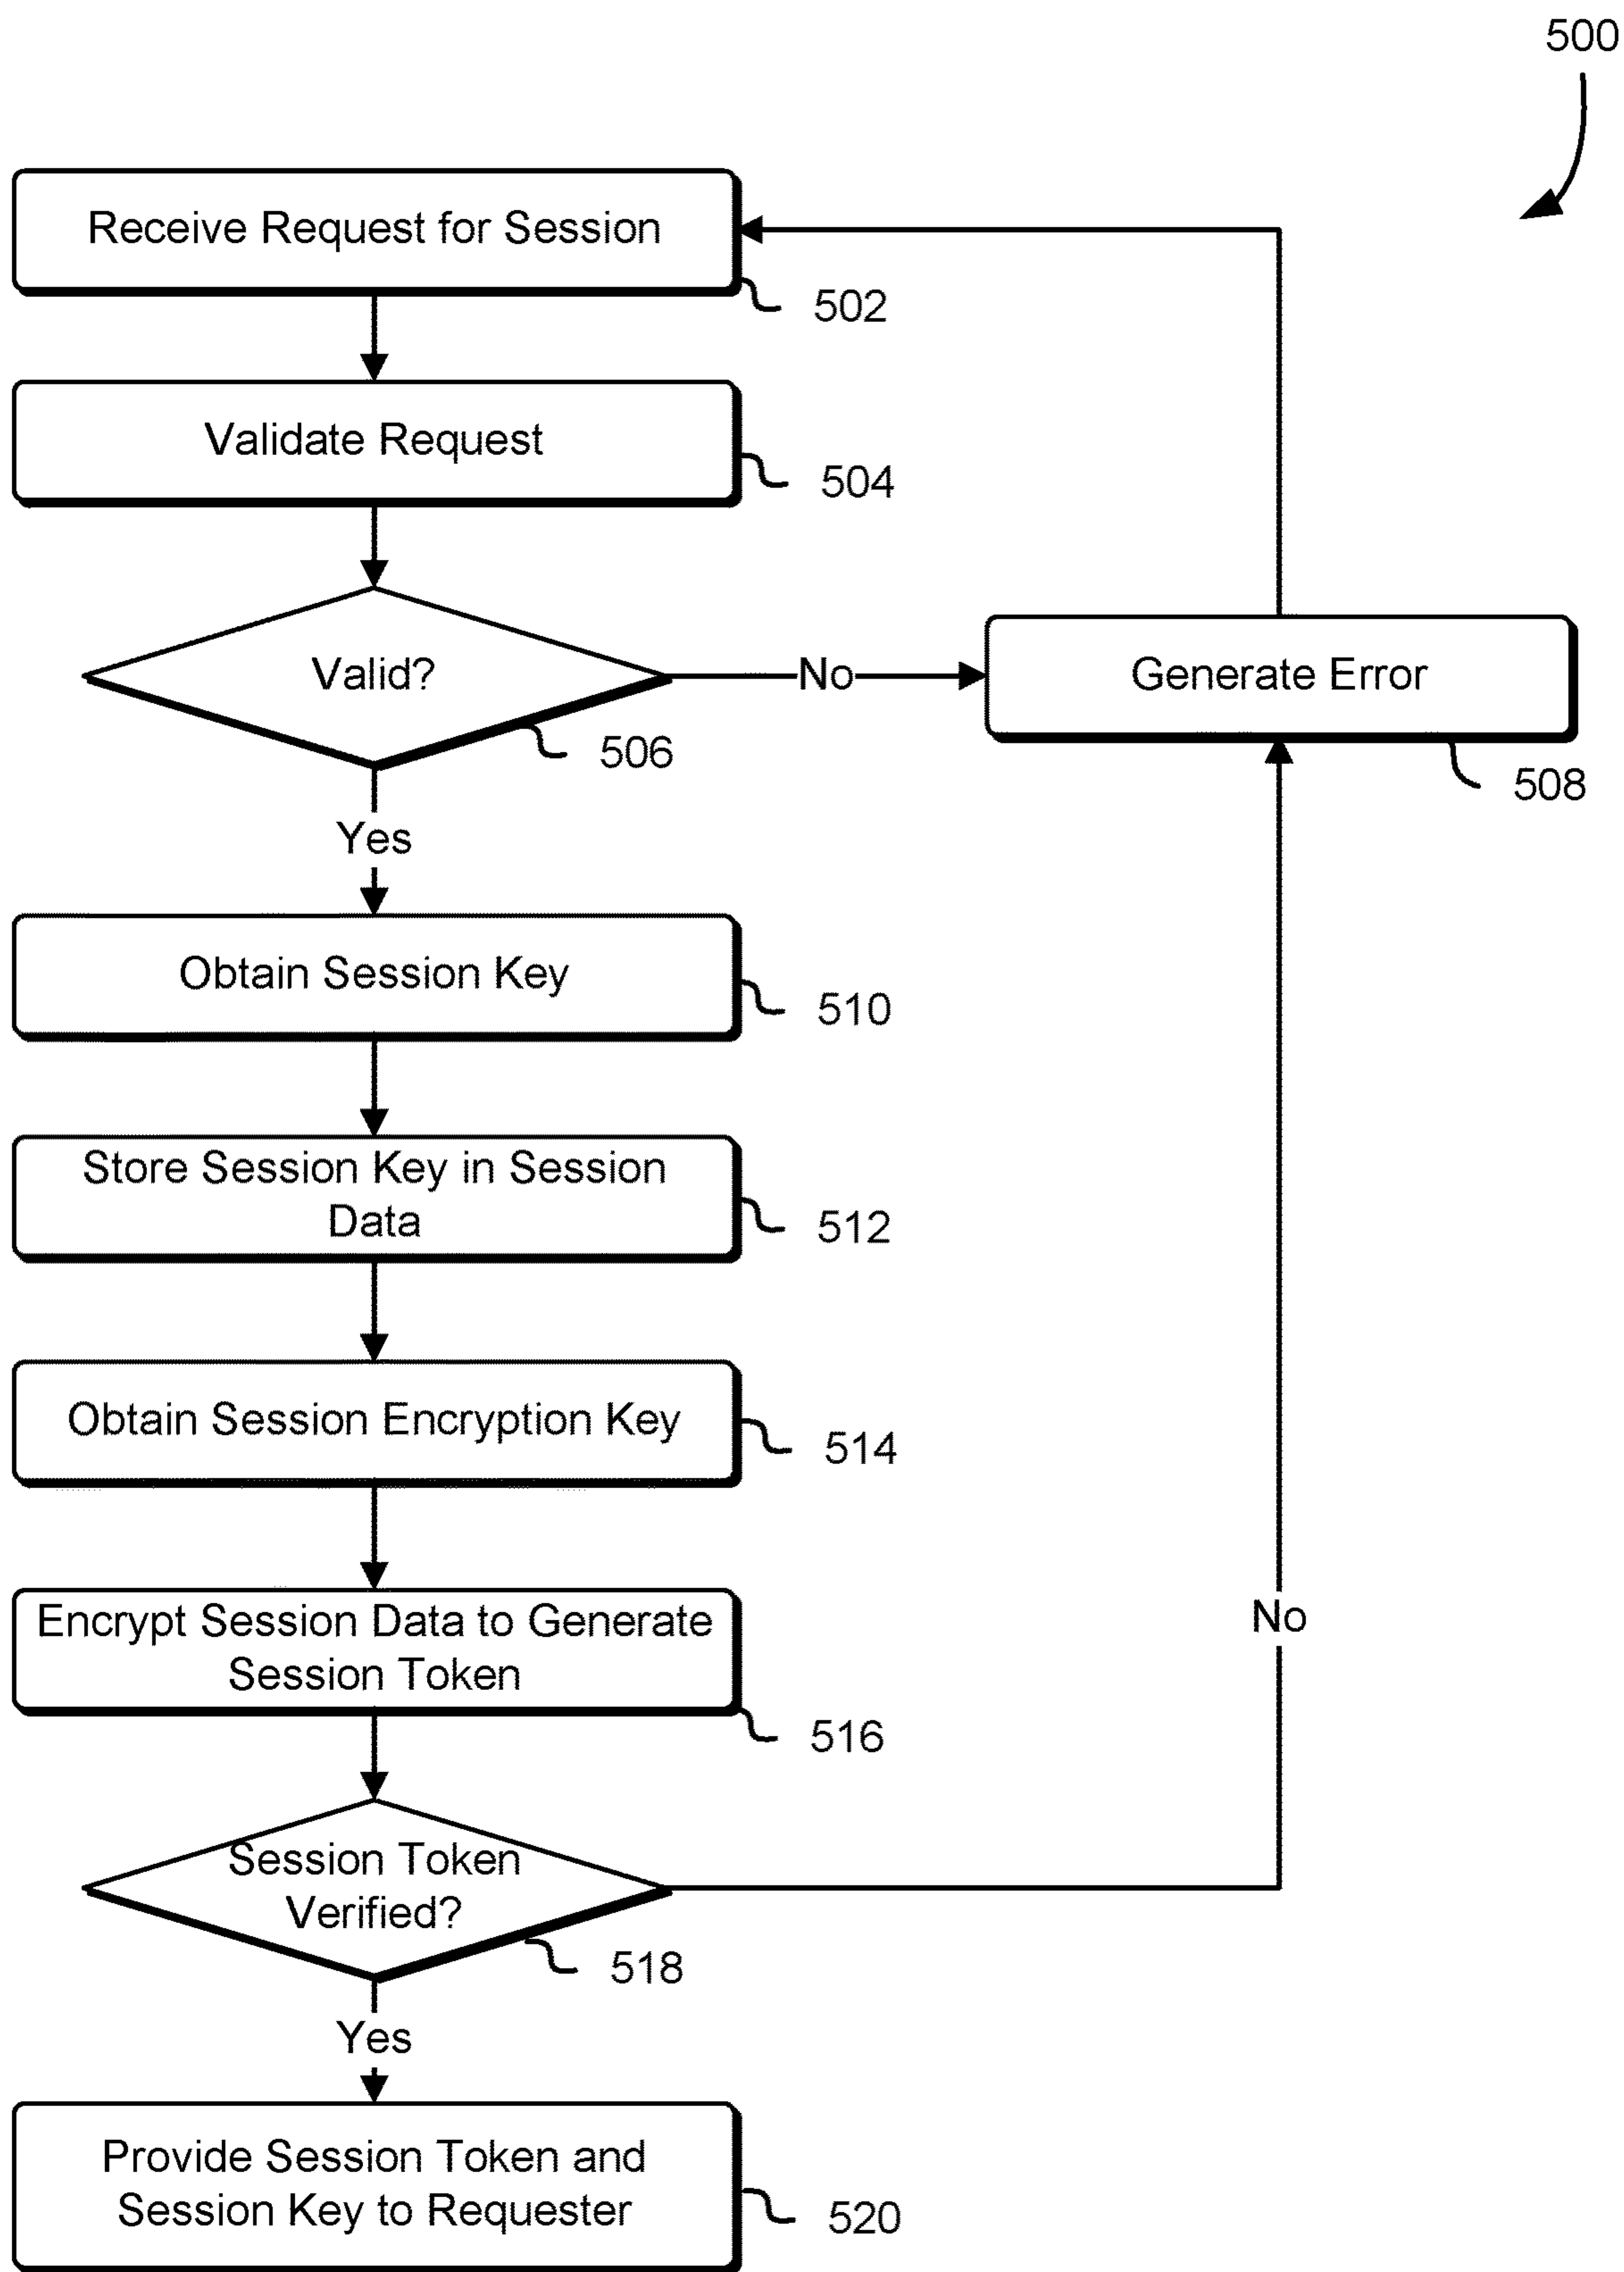 500
Receive Request for Session
502
Validate Request
504
Valid?
No
Generate Error
506
508
Yes
Obtain Session Key
510
Store Session Key in Session
Data
512
Obtain Session Encryption Key
514
Encrypt Session Data to Generate
Session Token
No
516
Session Token
Verified?
518
Yes
Provide Session Token and
Session Key to Requester
520